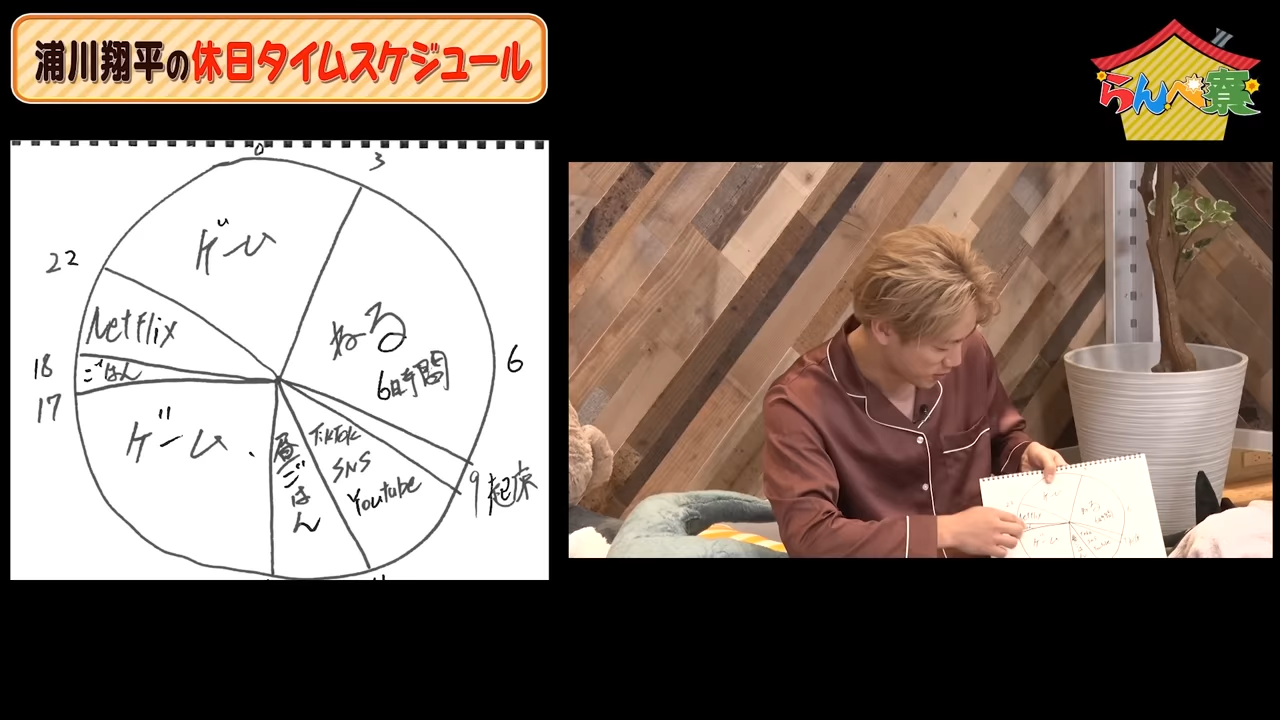 浦川翔平の休日タイムスケジュール
らんぺ寮
0
3
ゲーム
22
Netflix
ねる
6時間
6
18
ごはん
17
ゲーム.
昼ごはん
TikTok
SNS
Youtube
9 起床